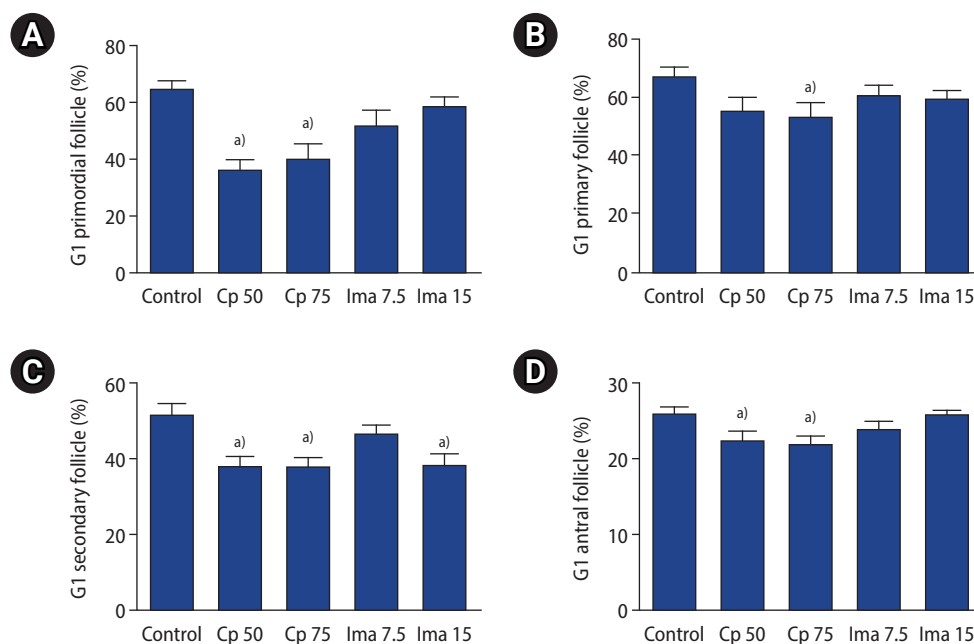 A
G1 primordial follicle (%)
80
60
40
20
0
a)
a)
Control Cp 50 Cp 75 Ima 7.5 Ima 15
B
G1 primary follicle (%)
80
60
40
20
0
a)
Control Cp 50 Cp 75 Ima 7.5 Ima 15
C
G1 secondary follicle (%)
60
40
20
0
a)
a)
a)
Control Cp 50 Cp 75 Ima 7.5 Ima 15
D
G1 antral follicle (%)
30
20
10
0
a)
a)
Control Cp 50 Cp 75 Ima 7.5 Ima 15